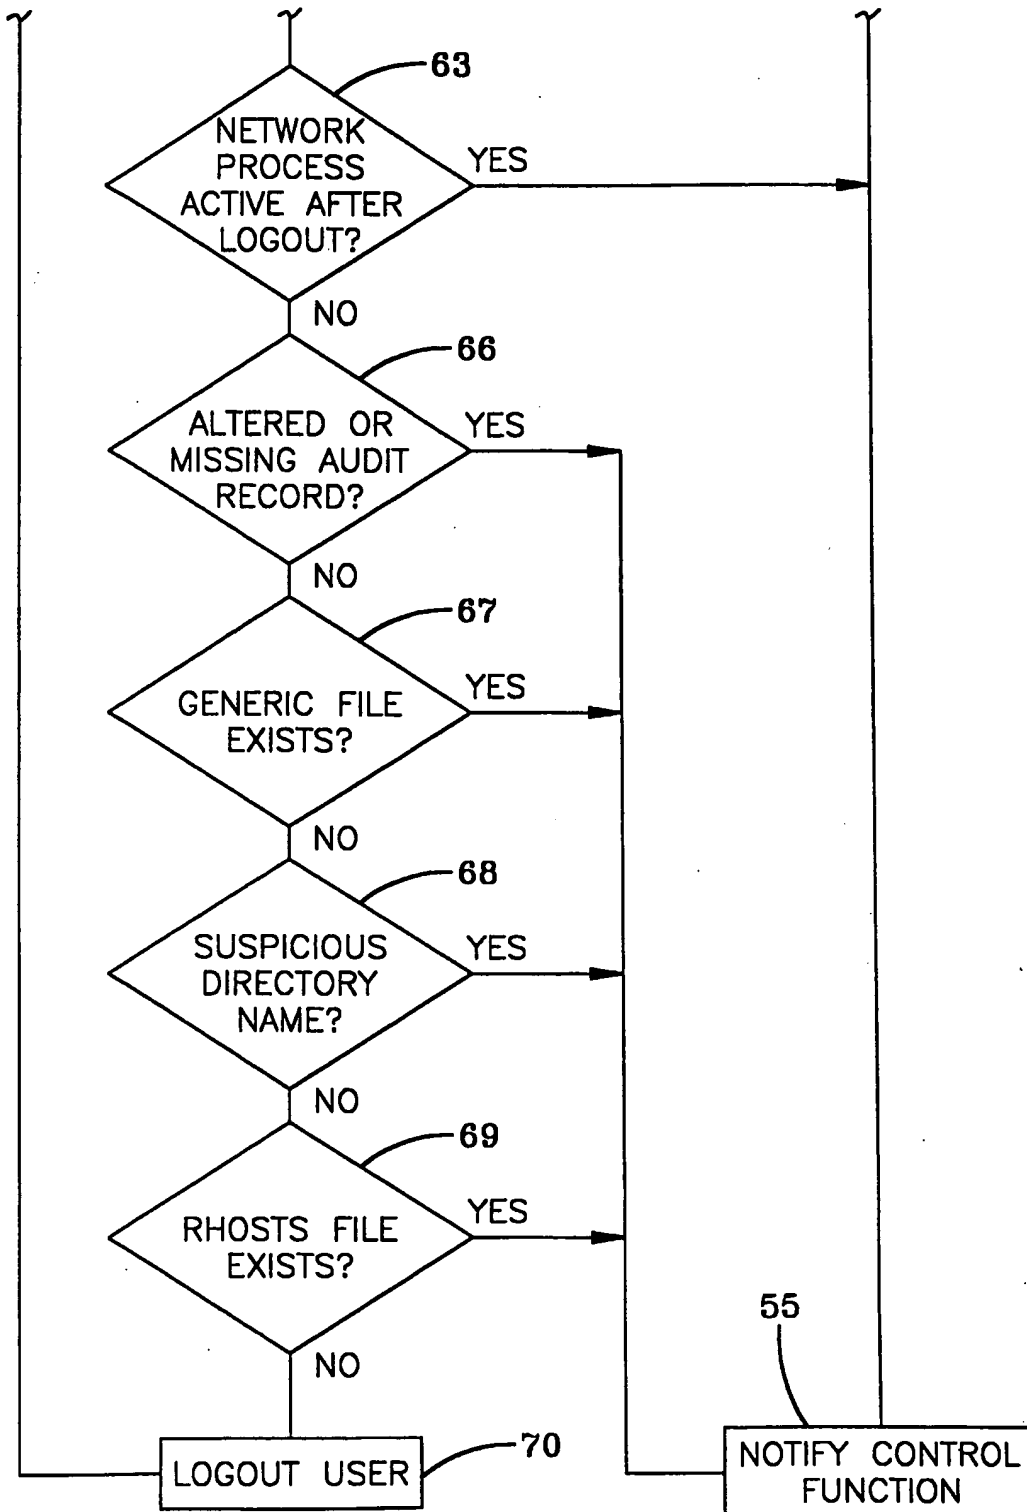 63
NETWORK
PROCESS
ACTIVE AFTER
LOGOUT?
YES
NO
66
ALTERED OR
MISSING AUDIT
RECORD?
YES
NO
67
GENERIC FILE
EXISTS?
YES
NO
68
SUSPICIOUS
DIRECTORY
NAME?
YES
NO
69
RHOSTS FILE
EXISTS?
YES
NO
55
LOGOUT USER
70
NOTIFY CONTROL
FUNCTION